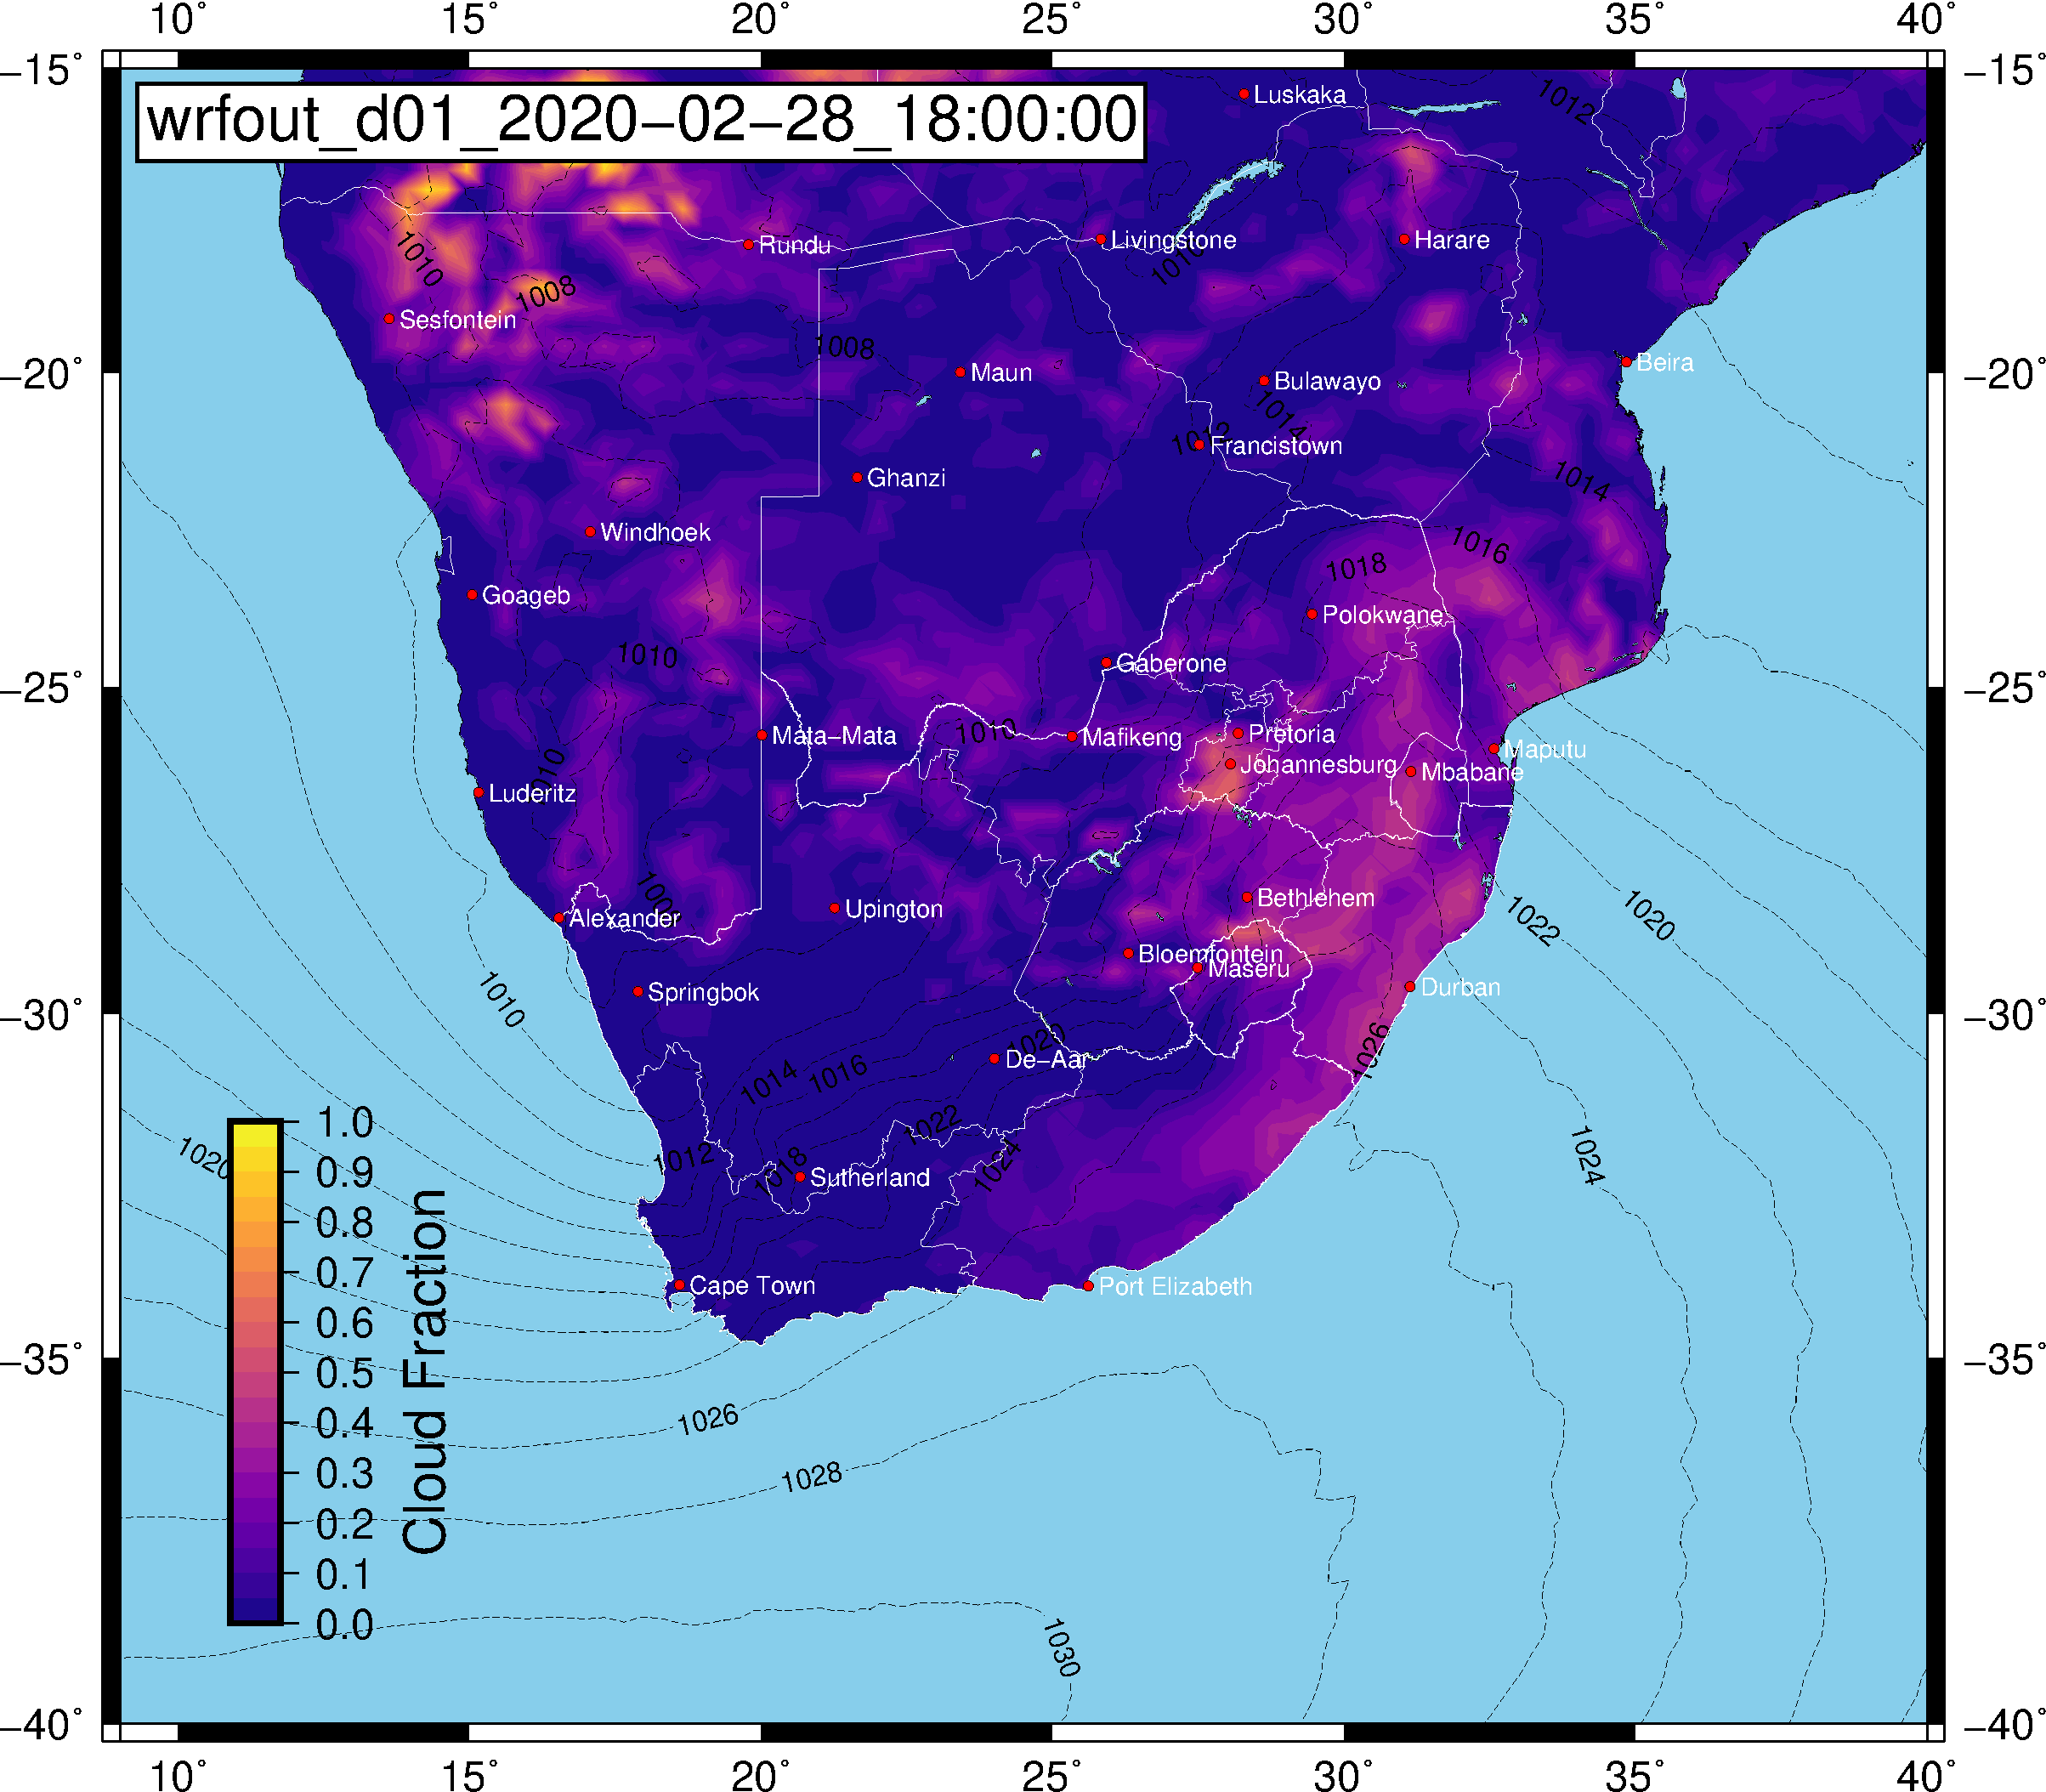 10° 15° 20° 25° 30° 35° 40°
−15° −15°
wrfout_d01_2020−02−28_18:00:00
Luskaka
1012
Rundu
Livingstone
Harare
1010
1010
1008
Sesfontein
1008
Beira
−20° −20°
Maun
Bulawayo
1014
1012
Francistown
Ghanzi
1014
Windhoek
1016
1018
Goageb
Polokwane
1010
Gaberone
−25° −25°
Mata−Mata
1010
Mafikeng
Pretoria
Maputu
Johannesburg
Mbabane
1010
Luderitz
Bethlehem
Upington
1020
Alexander
1022
Bloemfontein
Maseru
Durban
Springbok
1010
−30° −30°
1020
1026
De−Aar
1014
1016
1022
1020
1012
1018
1024
1024
Sutherland
Cape Town
Port Elizabeth
−35° −35°
1026
1028
1030
1.0
0.9
0.8
0.7
0.6
0.5
0.4
0.3
0.2
0.1
0.0
Cloud Fraction
−40° −40°
10° 15° 20° 25° 30° 35° 40°